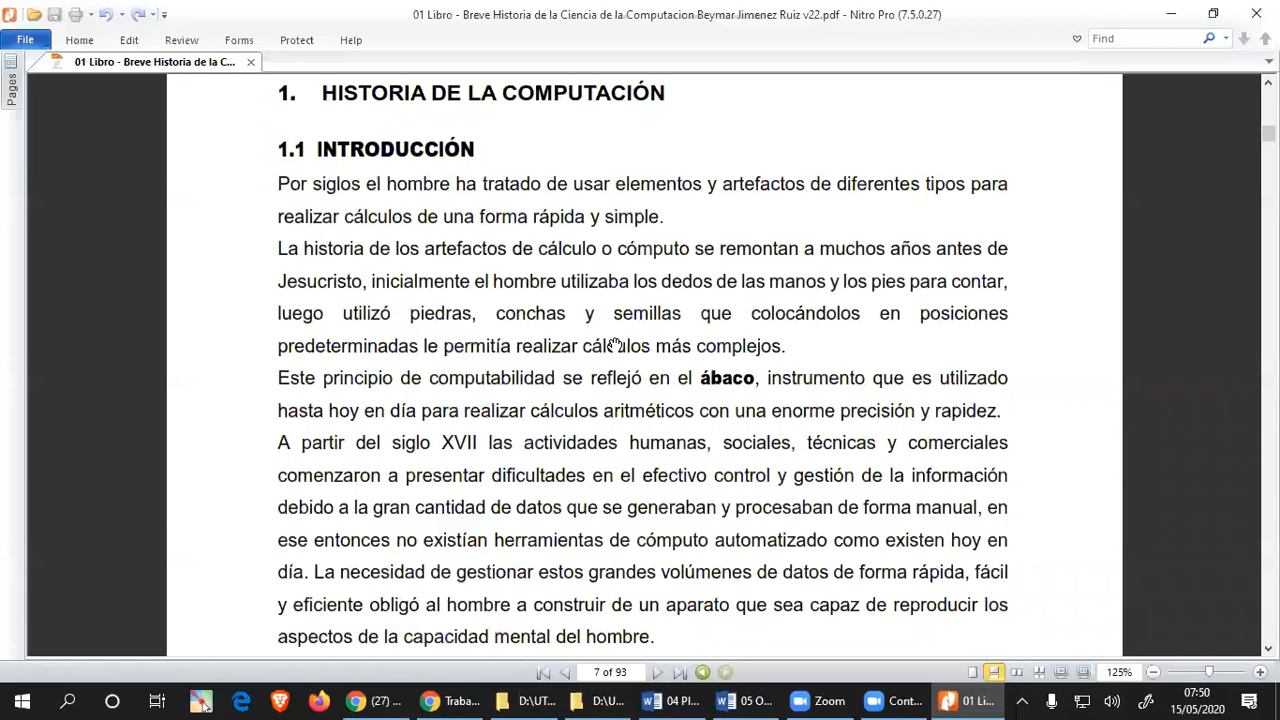 01 Libro - Breve Historia de la Ciencia de la Computacion Beymar Jimenez Ruiz v22.pdf - Nitro Pro (7.5.0.27)
File Home Edit Review Forms Protect Help Find
01 Libro - Breve Historia de la C...
Pages
1. HISTORIA DE LA COMPUTACIÓN
1.1 INTRODUCCIÓN
Por siglos el hombre ha tratado de usar elementos y artefactos de diferentes tipos para
realizar cálculos de una forma rápida y simple.
La historia de los artefactos de cálculo o cómputo se remontan a muchos años antes de
Jesucristo, inicialmente el hombre utilizaba los dedos de las manos y los pies para contar,
luego utilizó piedras, conchas y semillas que colocándolos en posiciones
predeterminadas le permitía realizar cálculos más complejos.
Este principio de computabilidad se reflejó en el ábaco, instrumento que es utilizado
hasta hoy en día para realizar cálculos aritméticos con una enorme precisión y rapidez.
A partir del siglo XVII las actividades humanas, sociales, técnicas y comerciales
comenzaron a presentar dificultades en el efectivo control y gestión de la información
debido a la gran cantidad de datos que se generaban y procesaban de forma manual, en
ese entonces no existían herramientas de cómputo automatizado como existen hoy en
día. La necesidad de gestionar estos grandes volúmenes de datos de forma rápida, fácil
y eficiente obligó al hombre a construir de un aparato que sea capaz de reproducir los
aspectos de la capacidad mental del hombre.
7 of 93 125%
(27) ... Traba... D:\UT... D:\U... 04 Pl... 05 O... Zoom Cont... 01 Li...
07:50
15/05/2020